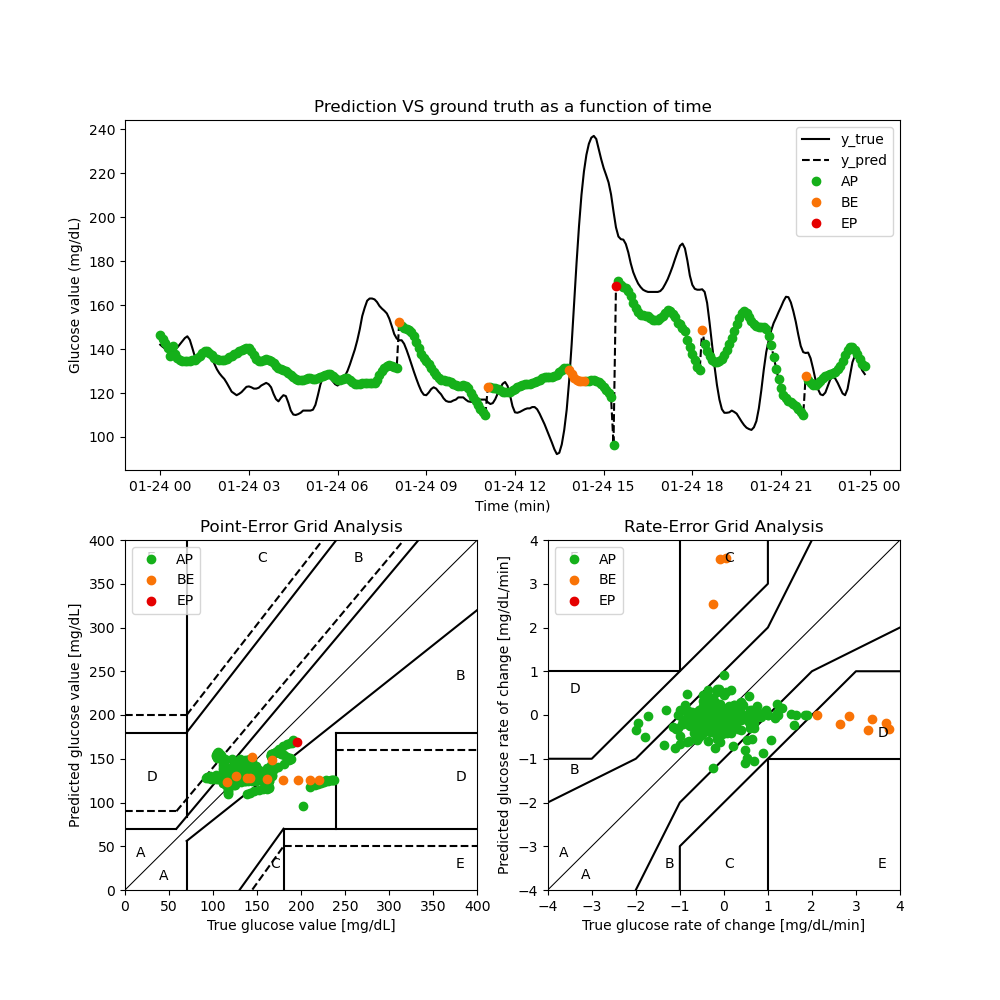 Prediction VS ground truth as a function of time
Glucose value (mg/dL)
240
220
200
180
160
140
120
100
y_true
y_pred
AP
BE
EP
01-24 00 01-24 03 01-24 06 01-24 09 01-24 12 01-24 15 01-24 18 01-24 21 01-25 00
Time (min)
Point-Error Grid Analysis
Predicted glucose value [mg/dL]
400
350
300
250
200
150
100
50
0
AP
BE
EP
C
B
B
D
D
A
A
C
E
0 50 100 150 200 250 300 350 400
True glucose value [mg/dL]
Rate-Error Grid Analysis
Predicted glucose rate of change [mg/dL/min]
4
3
2
1
0
−1
−2
−3
−4
AP
BE
EP
C
D
D
B
A
A
B
C
E
−4 −3 −2 −1 0 1 2 3 4
True glucose rate of change [mg/dL/min]